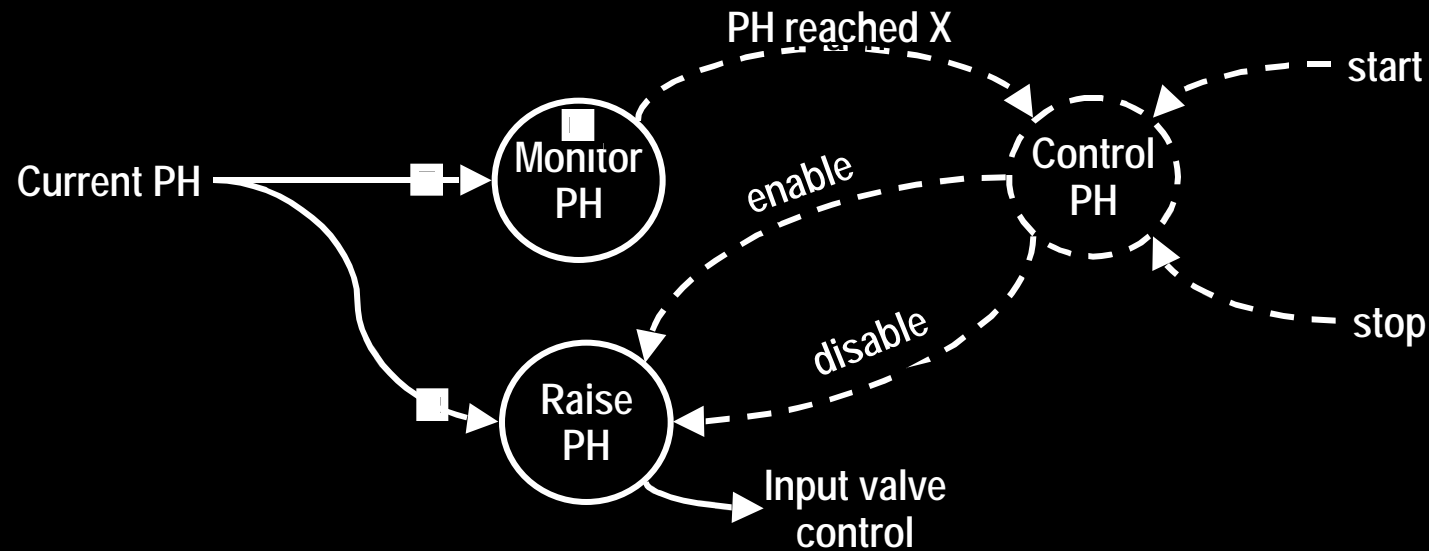 PH reached X
start
Monitor
PH
Control
PH
Current PH
enable
stop
disable
Raise
PH
Input valve
control